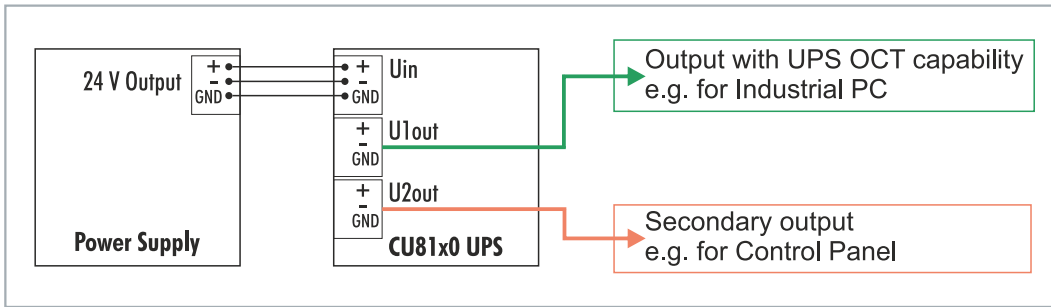 24 V Output
+
-
GND
Power Supply
+
-
GND
Uin
+
-
GND
U1out
+
-
GND
U2out
CU81x0 UPS
Output with UPS OCT capability
e.g. for Industrial PC
Secondary output
e.g. for Control Panel